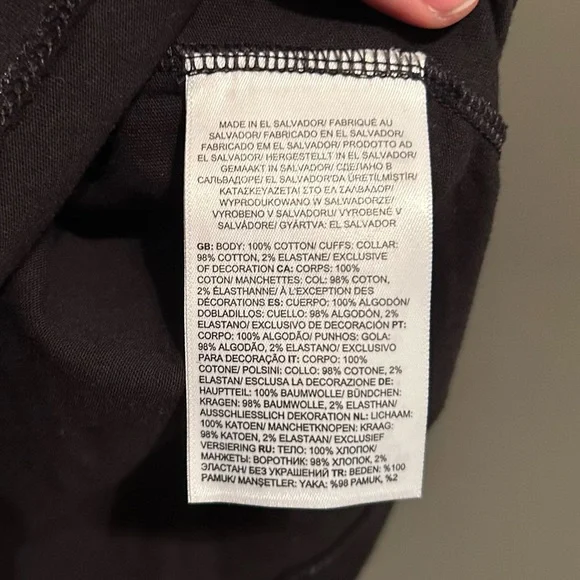 MADE IN EL SALVADOR/ FABRIQUÉ AU
SALVADOR/ FABRICADO EN EL SALVADOR/
FABRICADO EM EL SALVADOR/ PRODOTTO AD
EL SALVADOR/ HERGESTELLT IN EL SALVADOR/
GEMAAKT IN SALVADOR/ СДЕЛАНО В
САЛЬВАДОРЕ/ EL SALVADOR'DA ÜRETİLMİŞTİR/
ΚΑΤΑΣΚΕΥΑΖΕΤΑΙ ΣΤΟ ΕΛ ΣΑΛΒΑΔΟΡ/
WYPRODUKOWANO W SALWADORZE/
VYROBENO V SALVADORU/ VYROBENÉ V
SALVÁDORE/ GYÁRTVA: EL SALVADOR
GB: BODY: 100% COTTON/ CUFFS: COLLAR:
98% COTTON, 2% ELASTANE/ EXCLUSIVE
OF DECORATION CA: CORPS: 100%
COTON/ MANCHETTES: COL: 98% COTON,
2% ÉLASTHANNE/ À L'EXCEPTION DES
DÉCORATIONS ES: CUERPO: 100% ALGODÓN/
DOBLADILLOS: CUELLO: 98% ALGODÓN, 2%
ELASTANO/ EXCLUSIVO DE DECORACIÓN PT:
CORPO: 100% ALGODÃO/ PUNHOS: GOLA:
98% ALGODÃO, 2% ELASTANO/ EXCLUSIVO
PARA DECORAÇÃO IT: CORPO: 100%
COTONE/ POLSINI: COLLO: 98% COTONE, 2%
ELASTAN/ ESCLUSA LA DECORAZIONE DE:
HAUPTTEIL: 100% BAUMWOLLE/ BÜNDCHEN:
KRAGEN: 98% BAUMWOLLE, 2% ELASTHAN/
AUSSCHLIESSLICH DEKORATION NL: LICHAAM:
100% KATOEN/ MANCHETKNOPEN: KRAAG:
98% KATOEN, 2% ELASTAAN/ EXCLUSIEF
VERSIERING RU: ТЕЛО: 100% ХЛОПОК/
МАНЖЕТЫ: ВОРОТНИК: 98% ХЛОПОК, 2%
ЭЛАСТАН/ БЕЗ УКРАШЕНИЙ TR: BEDEN: %100
PAMUK/ MANŞETLER: YAKA: %98 PAMUK, %2